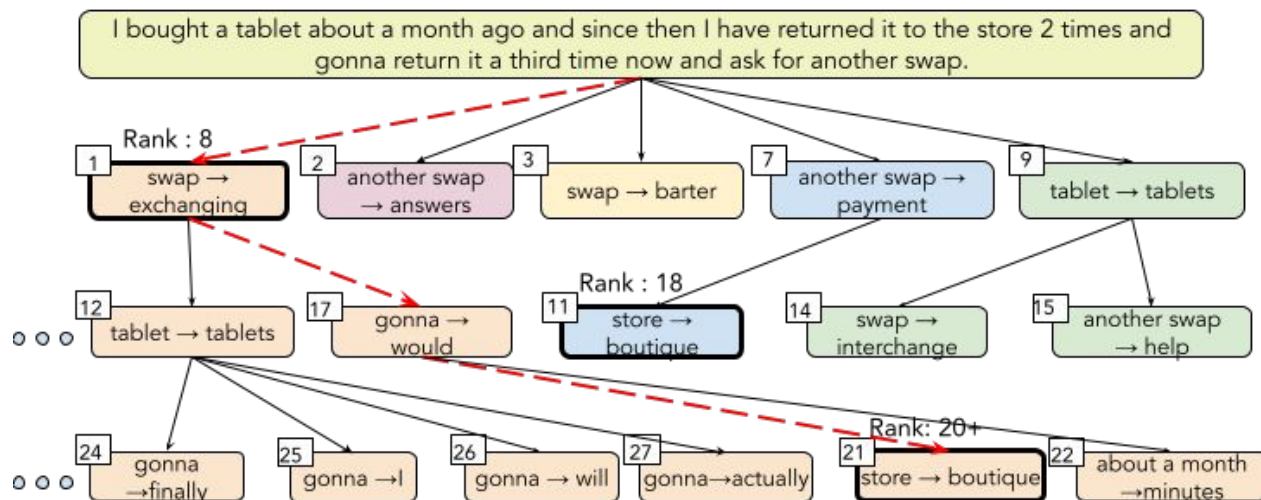 I bought a tablet about a month ago and since then I have returned it to the store 2 times and
gonna return it a third time now and ask for another swap.
Rank : 8
1
swap →
exchanging
2
another swap
→ answers
3
swap → barter
7
another swap →
payment
9
tablet → tablets
Rank : 18
12
tablet → tablets
17
gonna →
would
11
store →
boutique
14
swap →
interchange
15
another swap
→ help
Rank: 20+
24
gonna
→finally
25
gonna →I
26
gonna → will
27
gonna→actually
21
store → boutique
22
about a month
→minutes